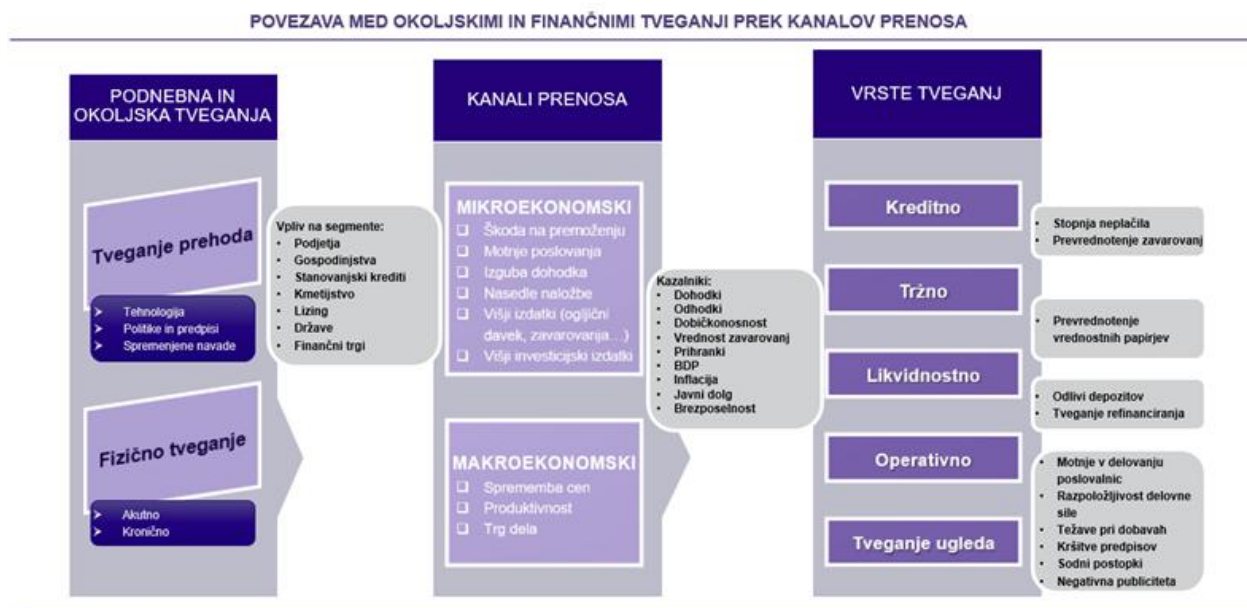 POVEZAVA MED OKOLJSKIMI IN FINANČNIMI TVEGANJI PREK KANALOV PRENOSA
PODNEBNA IN
OKOLJSKA TVEGANJA
Tveganje prehoda
Tehnologija
Politike in predpisi
Spremenjene navade
Fizično tveganje
Akutno
Kronično
Vpliv na segmente:
Podjetja
Gospodinjstva
Stanovanjski krediti
Kmetijstvo
Lizing
Države
Finančni trgi
KANALI PRENOSA
MIKROEKONOMSKI
Škoda na premoženju
Motnje poslovanja
Izguba dohodka
Nasedle naložbe
Višji izdatki (ogljični
davek, zavarovanja…)
Višji investicijski izdatki
MAKROEKONOMSKI
Sprememba cen
Produktivnost
Trg dela
Kazalniki:
Dohodki
Odhodki
Dobičkonosnost
Vrednost zavarovanj
Prihranki
BDP
Inflacija
Javni dolg
Brezposelnost
VRSTE TVEGANJ
Kreditno
Stopnja neplačila
Prevrednotenje zavarovanj
Tržno
Prevrednotenje
vrednostnih papirjev
Likvidnostno
Odlivi depozitov
Tveganje refinanciranja
Operativno
Tveganje ugleda
Motnje v delovanju
poslovalnic
Razpoložljivost delovne
sile
Težave pri dobavah
Kršitve predpisov
Sodni postopki
Negativna publiciteta